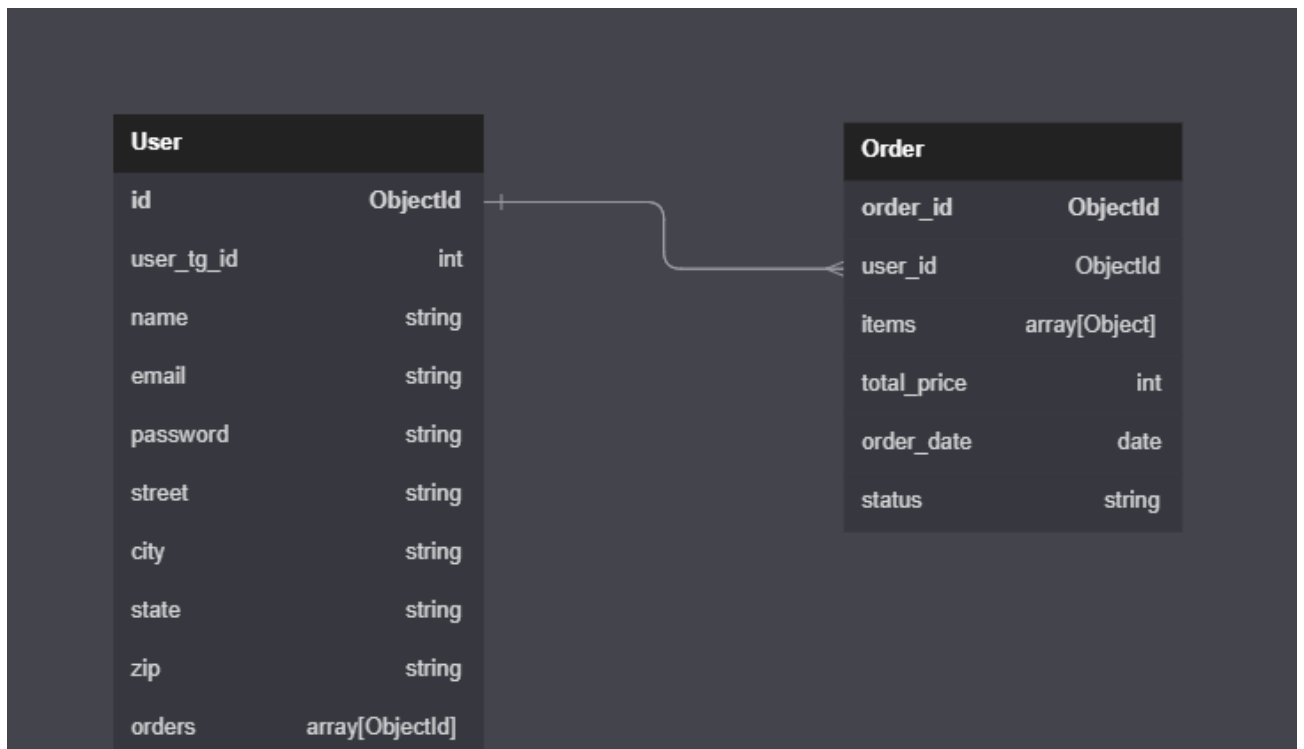 User
id ObjectId
user_tg_id int
name string
email string
password string
street string
city string
state string
zip string
orders array[ObjectId]
Order
order_id ObjectId
user_id ObjectId
items array[Object]
total_price int
order_date date
status string